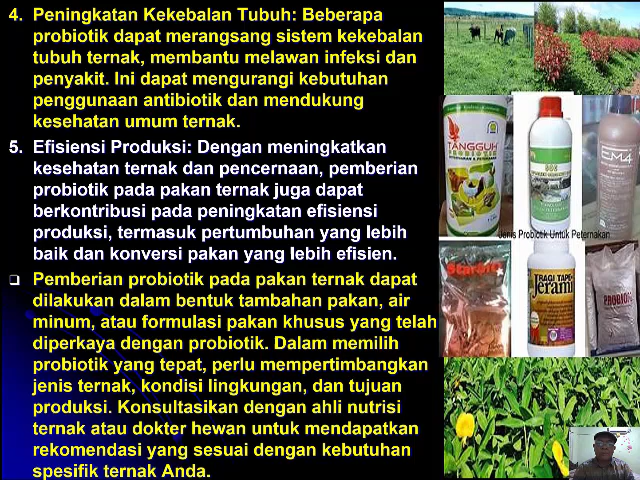 4. Peningkatan Kekebalan Tubuh: Beberapa
probiotik dapat merangsang sistem kekebalan
tubuh ternak, membantu melawan infeksi dan
penyakit. Ini dapat mengurangi kebutuhan
penggunaan antibiotik dan mendukung
kesehatan umum ternak.
5. Efisiensi Produksi: Dengan meningkatkan
kesehatan ternak dan pencernaan, pemberian
probiotik pada pakan ternak juga dapat
berkontribusi pada peningkatan efisiensi
produksi, termasuk pertumbuhan yang lebih
baik dan konversi pakan yang lebih efisien.
Pemberian probiotik pada pakan ternak dapat
dilakukan dalam bentuk tambahan pakan, air
minum, atau formulasi pakan khusus yang telah
diperkaya dengan probiotik. Dalam memilih
probiotik yang tepat, perlu mempertimbangkan
jenis ternak, kondisi lingkungan, dan tujuan
produksi. Konsultasikan dengan ahli nutrisi
ternak atau dokter hewan untuk mendapatkan
rekomendasi yang sesuai dengan kebutuhan
spesifik ternak Anda.
TANGGUH
PROBIOTIK
EM4
Jenis Probiotik Untuk Peternakan
Starbio
TRAGI TAPE
Jerami